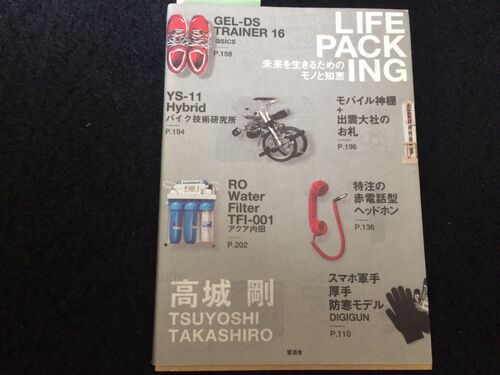 LIFE
PACK
ING
未来を生きるための
モノと知恵
GEL-DS
TRAINER 16
asics
P.158
YS-11
Hybrid
バイク技術研究所
P.194
モバイル神棚
+
出雲大社の
お札
P.196
RO
Water
Filter
TFI-001
アクア内田
P.202
特注の
赤電話型
ヘッドホン
P.136
高城 剛
TSUYOSHI
TAKASHIRO
スマホ軍手
厚手
防寒モデル
DIGIGUN
P.110
晋遊舎